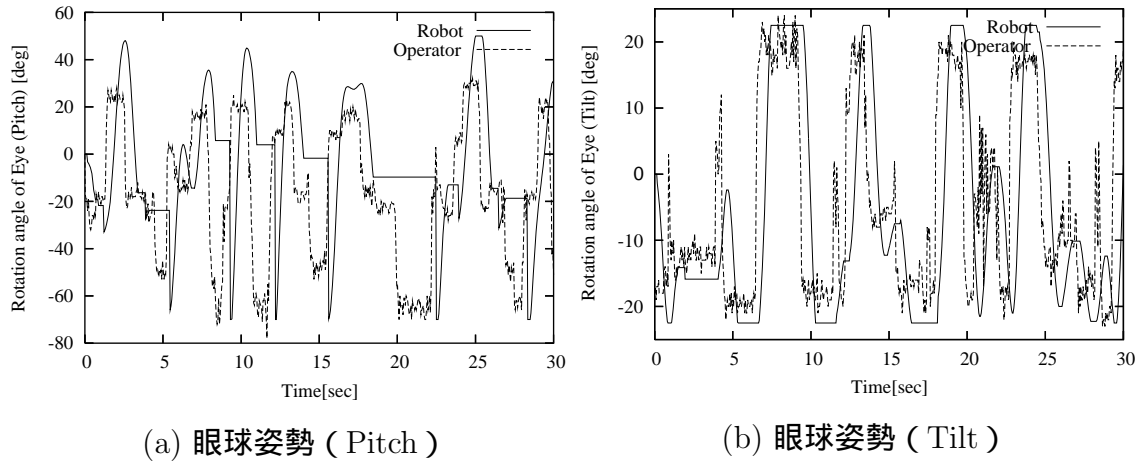 60
40
20
0
-20
-40
-60
-80
Rotation angle of Eye (Pitch) [deg]
Robot
Operator
0 5 10 15 20 25 30
Time[sec]
(a) 眼球姿勢 ( Pitch )
20
10
0
-10
-20
Rotation angle of Eye (Tilt) [deg]
Robot
Operator
0 5 10 15 20 25 30
Time[sec]
(b) 眼球姿勢 ( Tilt )